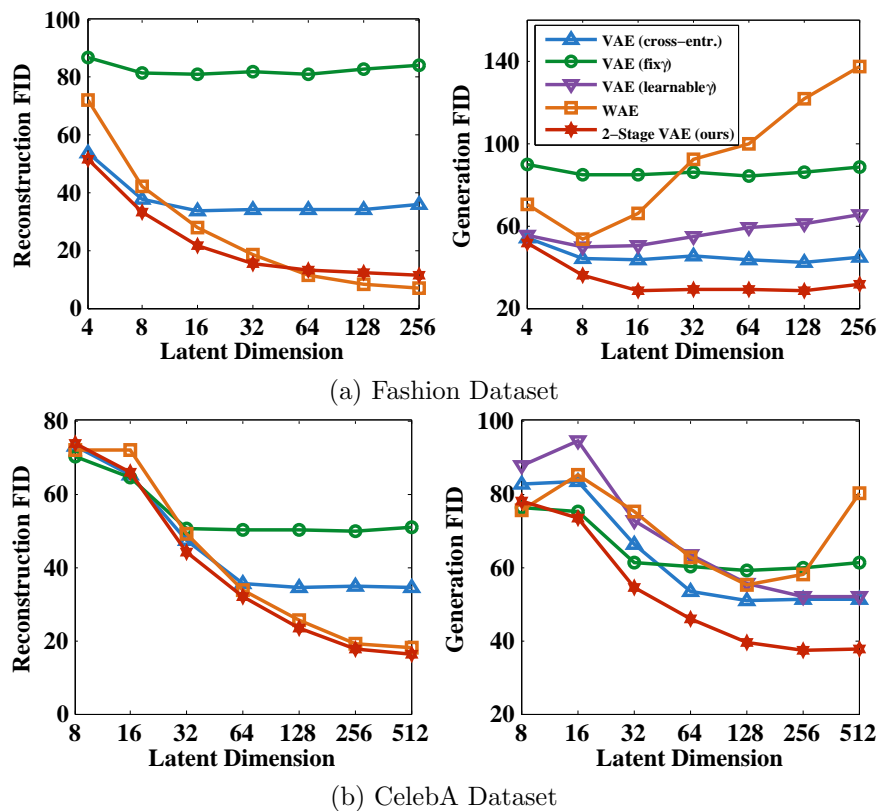 100
80
60
40
20
0
Reconstruction FID
4 8 16 32 64 128 256
Latent Dimension
140
100
60
20
Generation FID
VAE (cross−entr.)
VAE (fixγ)
VAE (learnableγ)
WAE
2−Stage VAE (ours)
4 8 16 32 64 128 256
Latent Dimension
(a) Fashion Dataset
80
60
40
20
0
Reconstruction FID
8 16 32 64 128 256 512
Latent Dimension
100
80
60
40
20
Generation FID
8 16 32 64 128 256 512
Latent Dimension
(b) CelebA Dataset